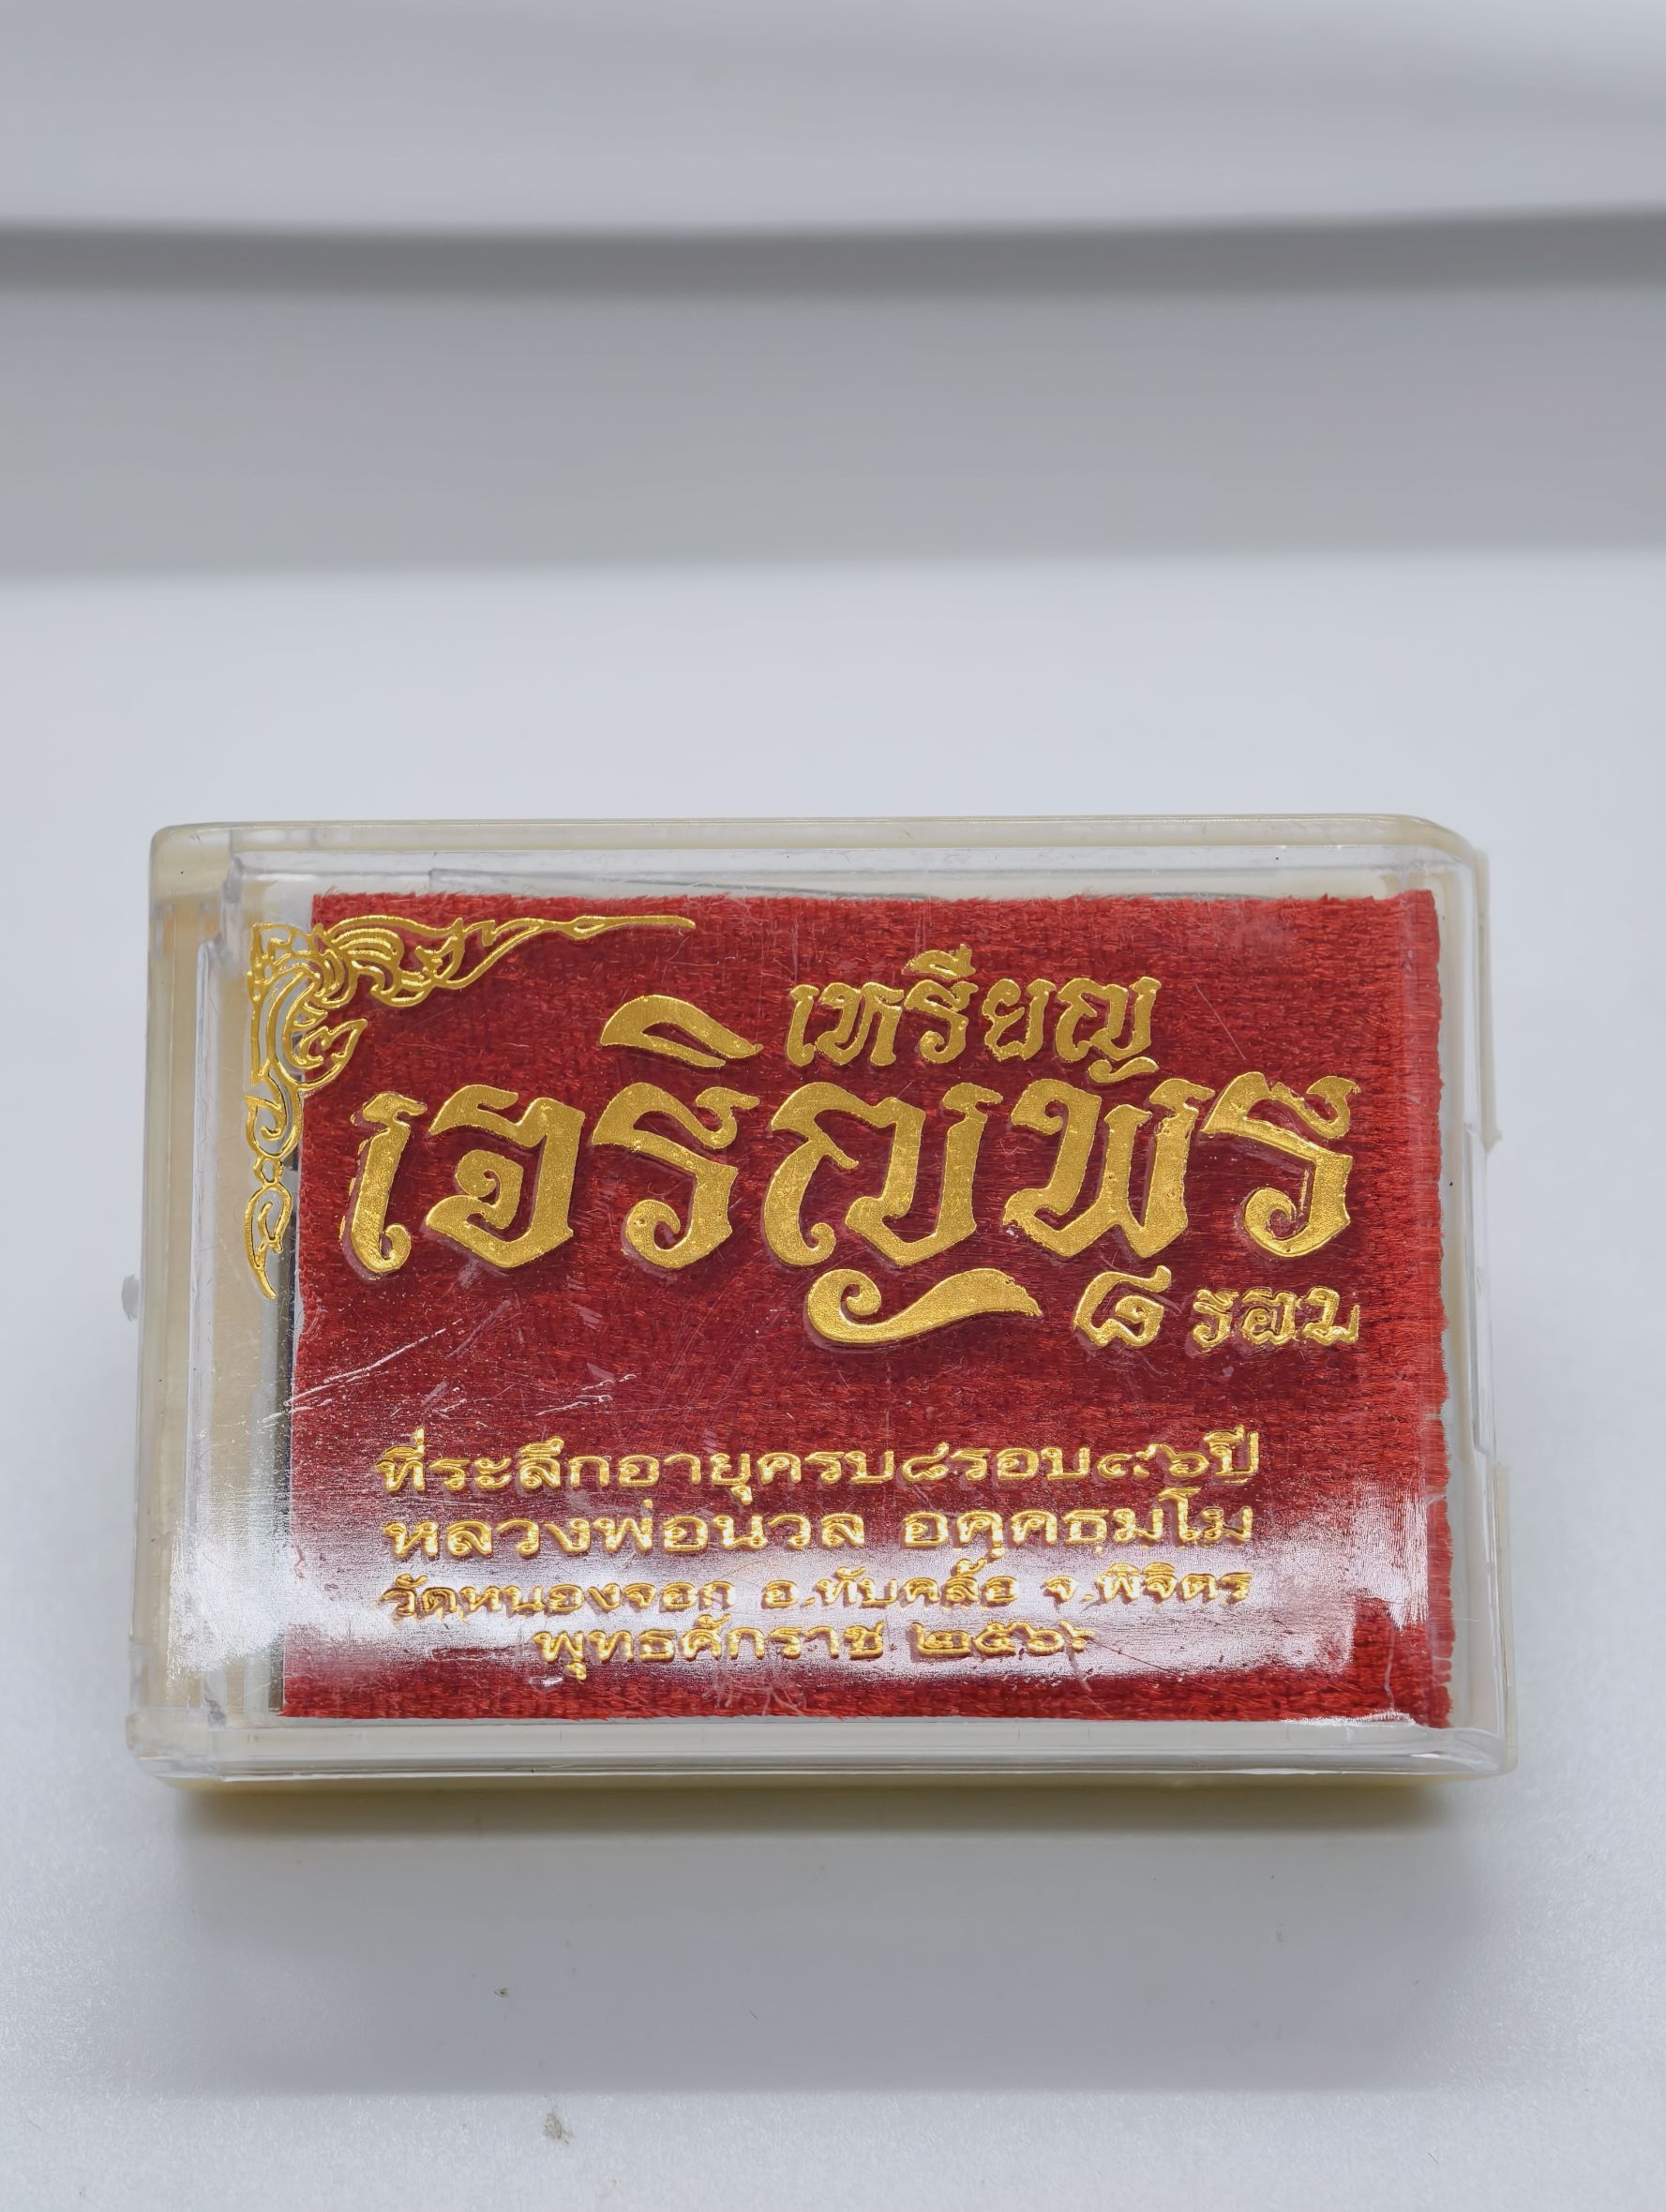 เหรียญ
เจริญพร
๘ รอบ
ที่ระลึกอายุครบ๘รอบ๙๖ปี
หลวงพ่อนวล อคฺคธมฺโม
วัดหนองจอก อ.ทับคล้อ จ.พิจิตร
พุทธศักราช